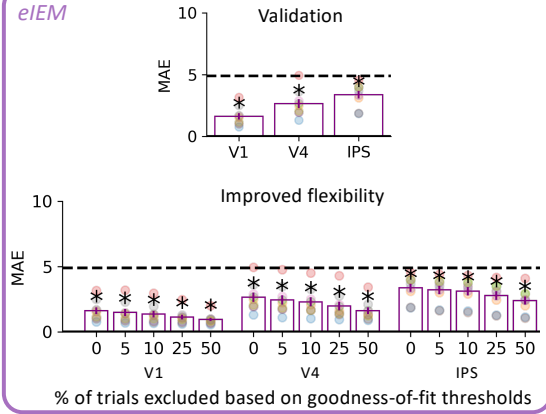 eIEM
Validation
MAE
10
5
0
V1 V4 IPS
*
*
*
Improved flexibility
MAE
10
5
0
* * * * * * * * * * * * * * *
0 5 10 25 50 0 5 10 25 50 0 5 10 25 50
V1 V4 IPS
% of trials excluded based on goodness-of-fit thresholds